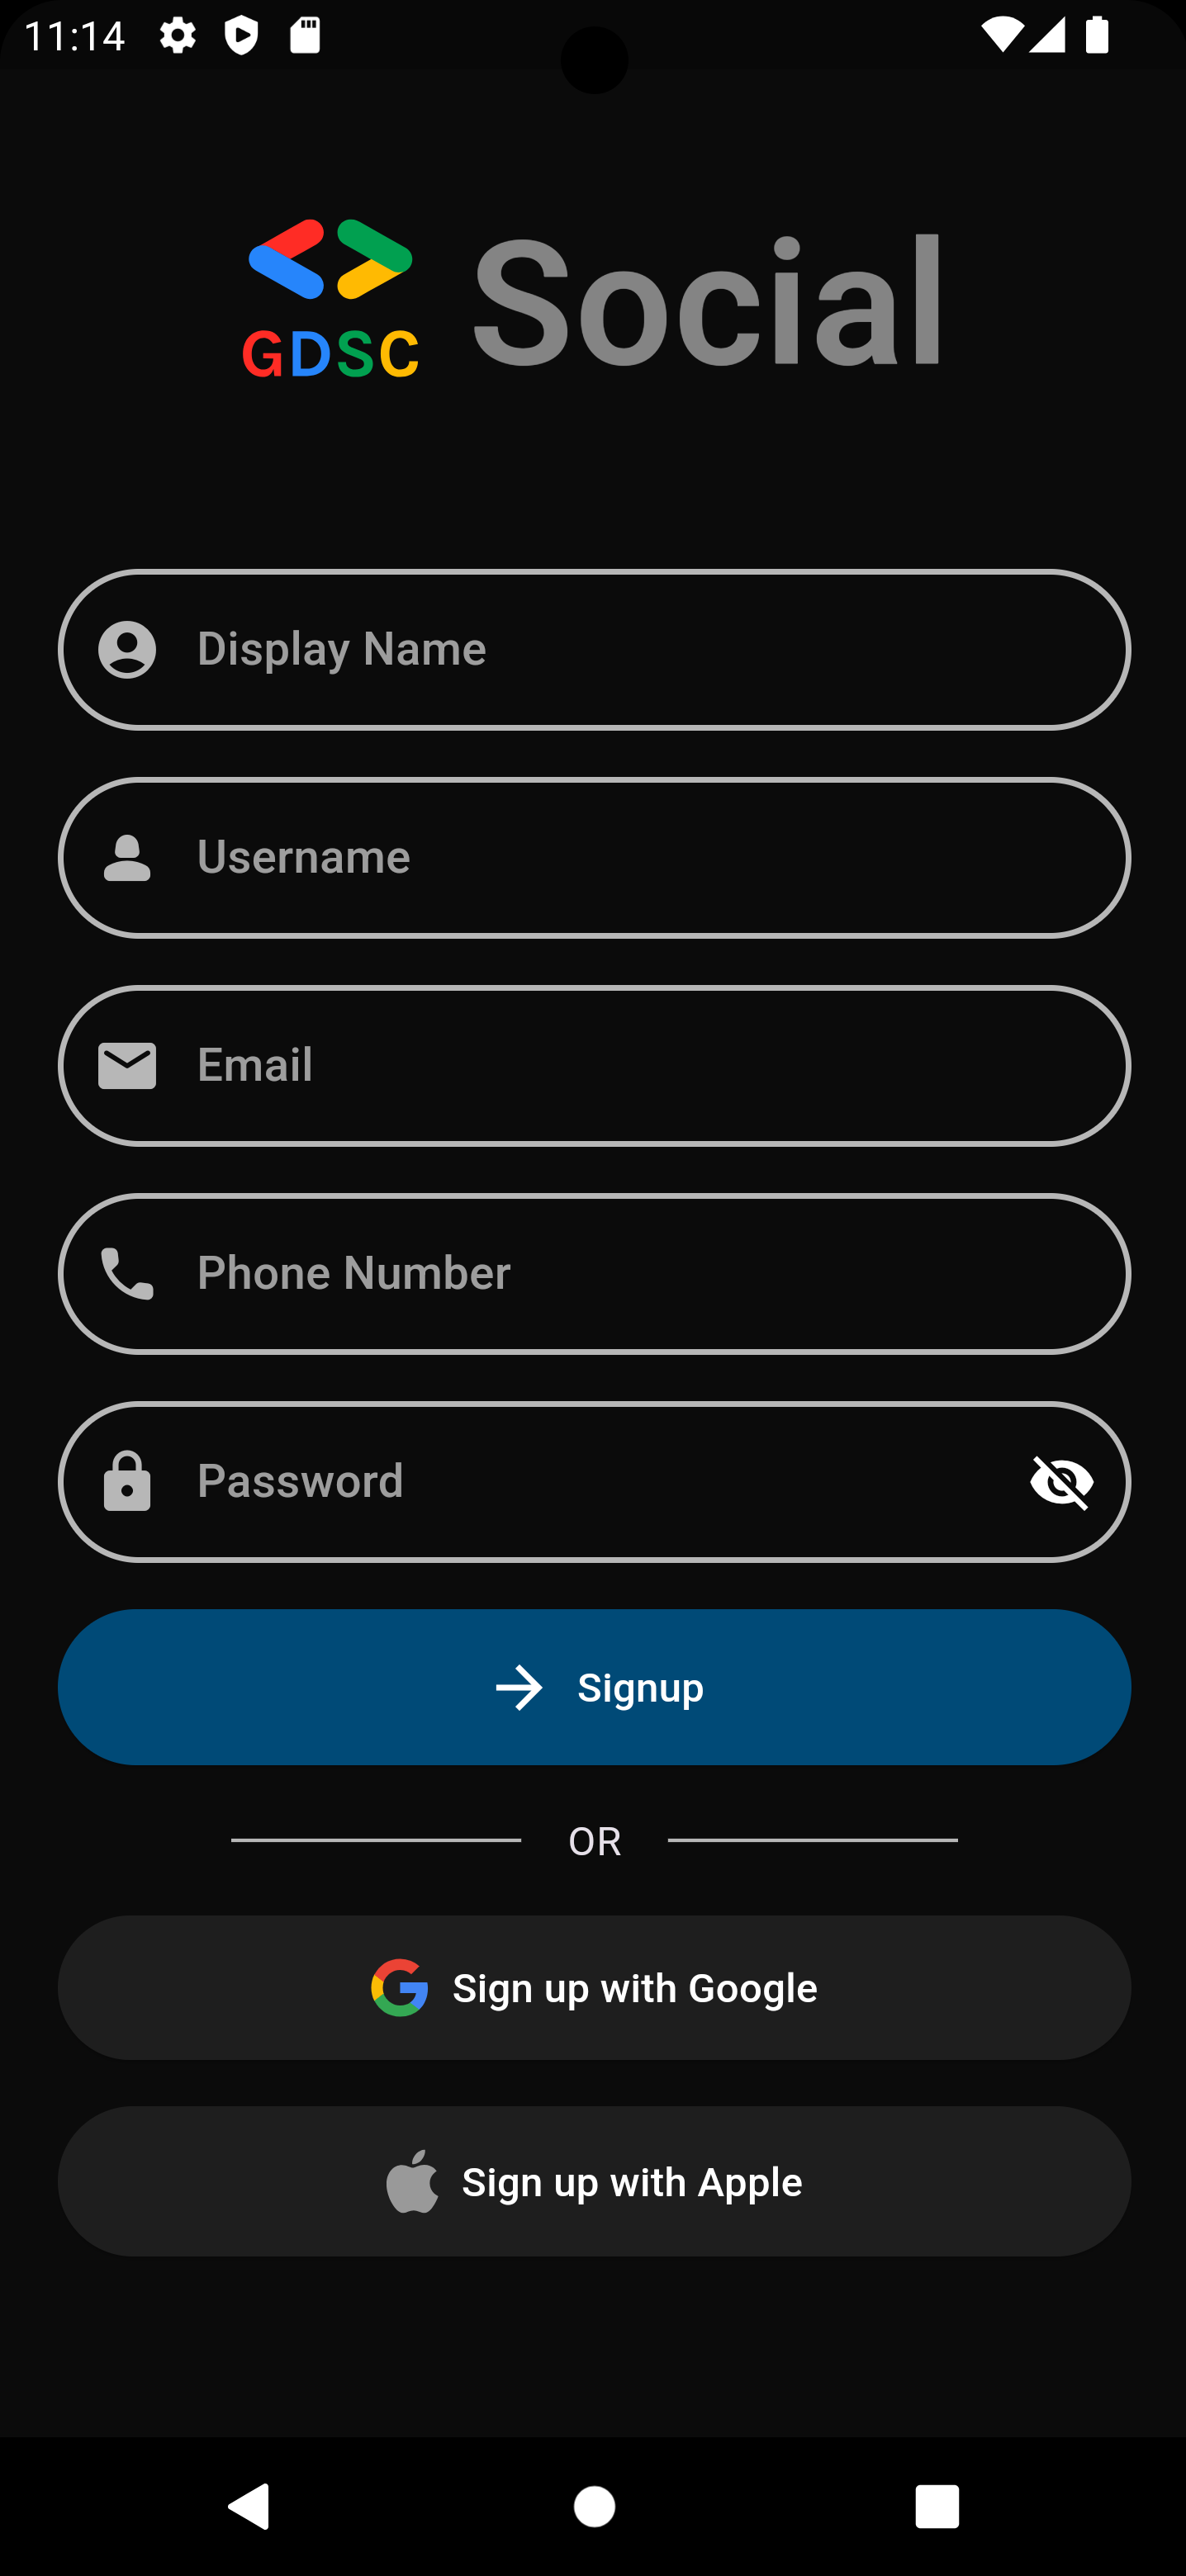 11:14
Social
GDSC
Display Name
Username
Email
Phone Number
Password
Signup
OR
Sign up with Google
Sign up with Apple